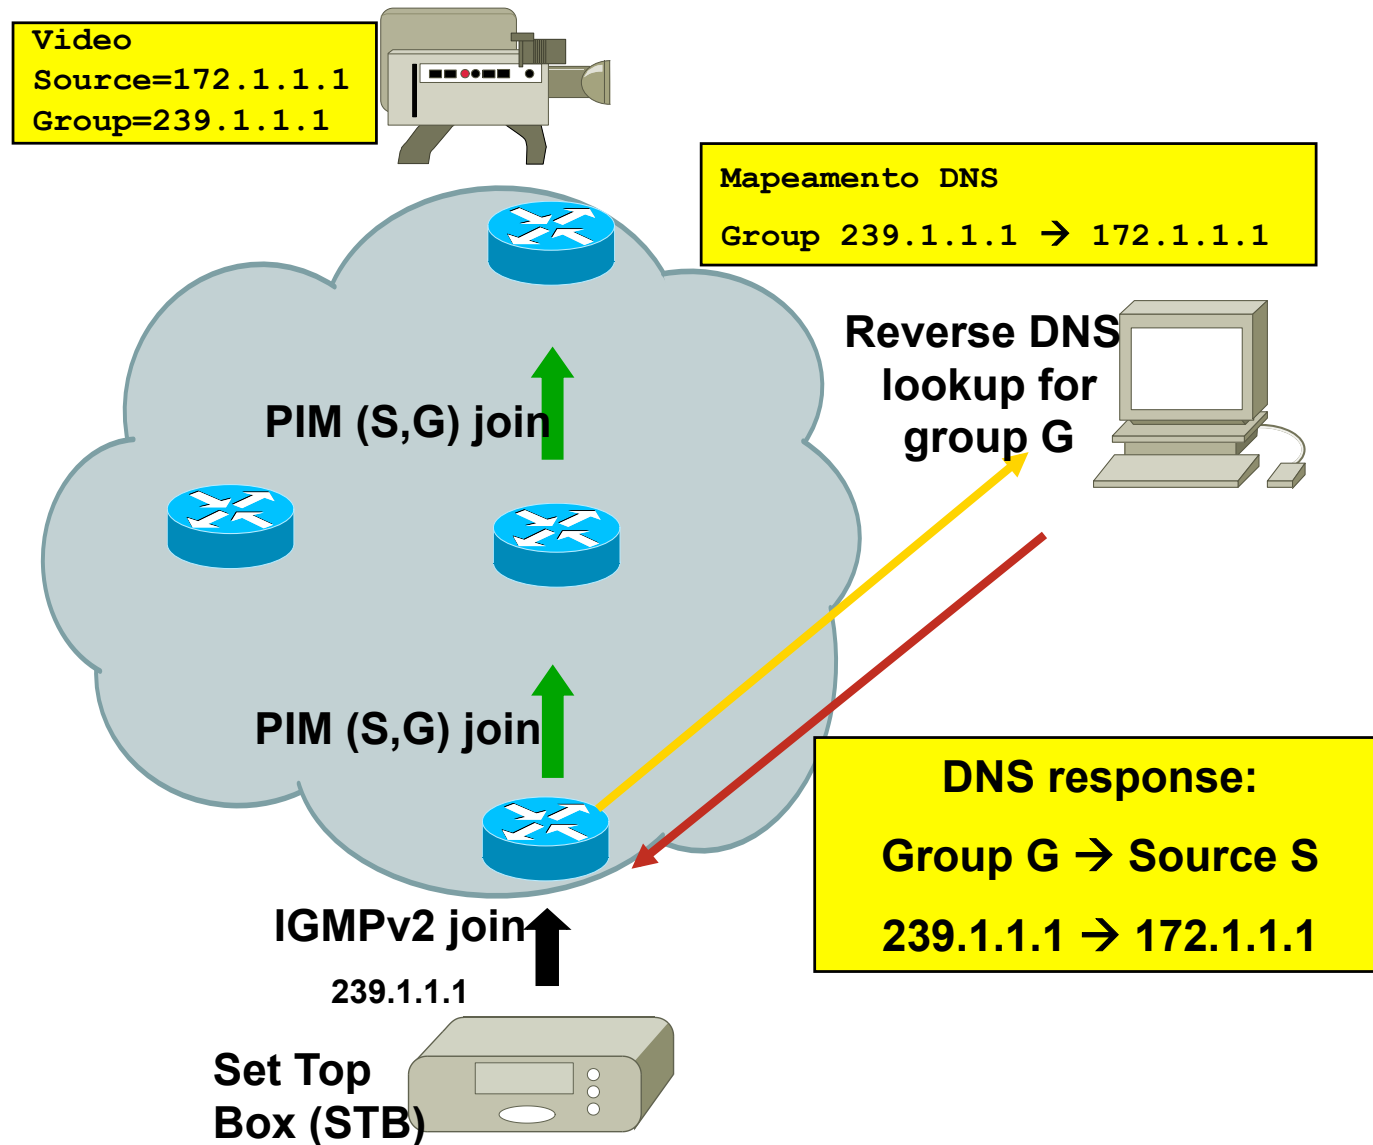 Video
Source=172.1.1.1
Group=239.1.1.1
Mapeamento DNS
Group 239.1.1.1 → 172.1.1.1
Reverse DNS
lookup for
group G
PIM (S,G) join
PIM (S,G) join
DNS response:
Group G → Source S
239.1.1.1 → 172.1.1.1
IGMPv2 join
239.1.1.1
Set Top
Box (STB)